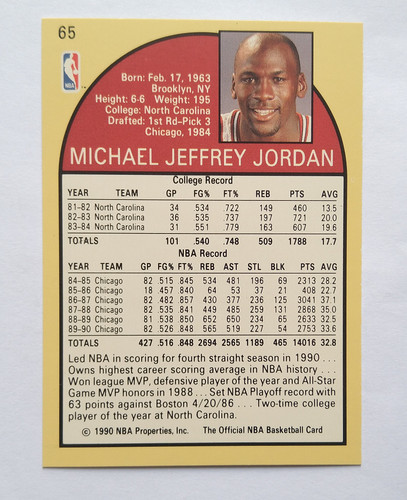 65
NBA
Born: Feb. 17, 1963
Brooklyn, NY
Height: 6-6 Weight: 195
College: North Carolina
Drafted: 1st Rd-Pick 3
Chicago, 1984
MICHAEL JEFFREY JORDAN
College Record
YEAR TEAM GP FG% FT% REB PTS AVG
81-82 North Carolina 34 .534 .722 149 460 13.5
82-83 North Carolina 36 .535 .737 197 721 20.0
83-84 North Carolina 31 .551 .779 163 607 19.6
TOTALS 101 .540 .748 509 1788 17.7
NBA Record
YEAR TEAM GP FG% FT% REB AST STL BLK PTS AVG
84-85 Chicago 82 .515 .845 534 481 196 69 2313 28.2
85-86 Chicago 18 .457 .840 64 53 37 21 408 22.7
86-87 Chicago 82 .482 .857 430 377 236 125 3041 37.1
87-88 Chicago 82 .535 .841 449 485 259 131 2868 35.0
88-89 Chicago 81 .538 .850 652 650 234 65 2633 32.5
89-90 Chicago 82 .526 .848 565 519 227 54 2753 33.6
TOTALS 427 .516 .848 2694 2565 1189 465 14016 32.8
Led NBA in scoring for fourth straight season in 1990 . . .
Owns highest career scoring average in NBA history . . .
Won league MVP, defensive player of the year and All-Star
Game MVP honors in 1988 . . . Set NBA Playoff record with
63 points against Boston 4/20/86 . . . Two-time college
player of the year at North Carolina.
© 1990 NBA Properties, Inc. The Official NBA Basketball Card